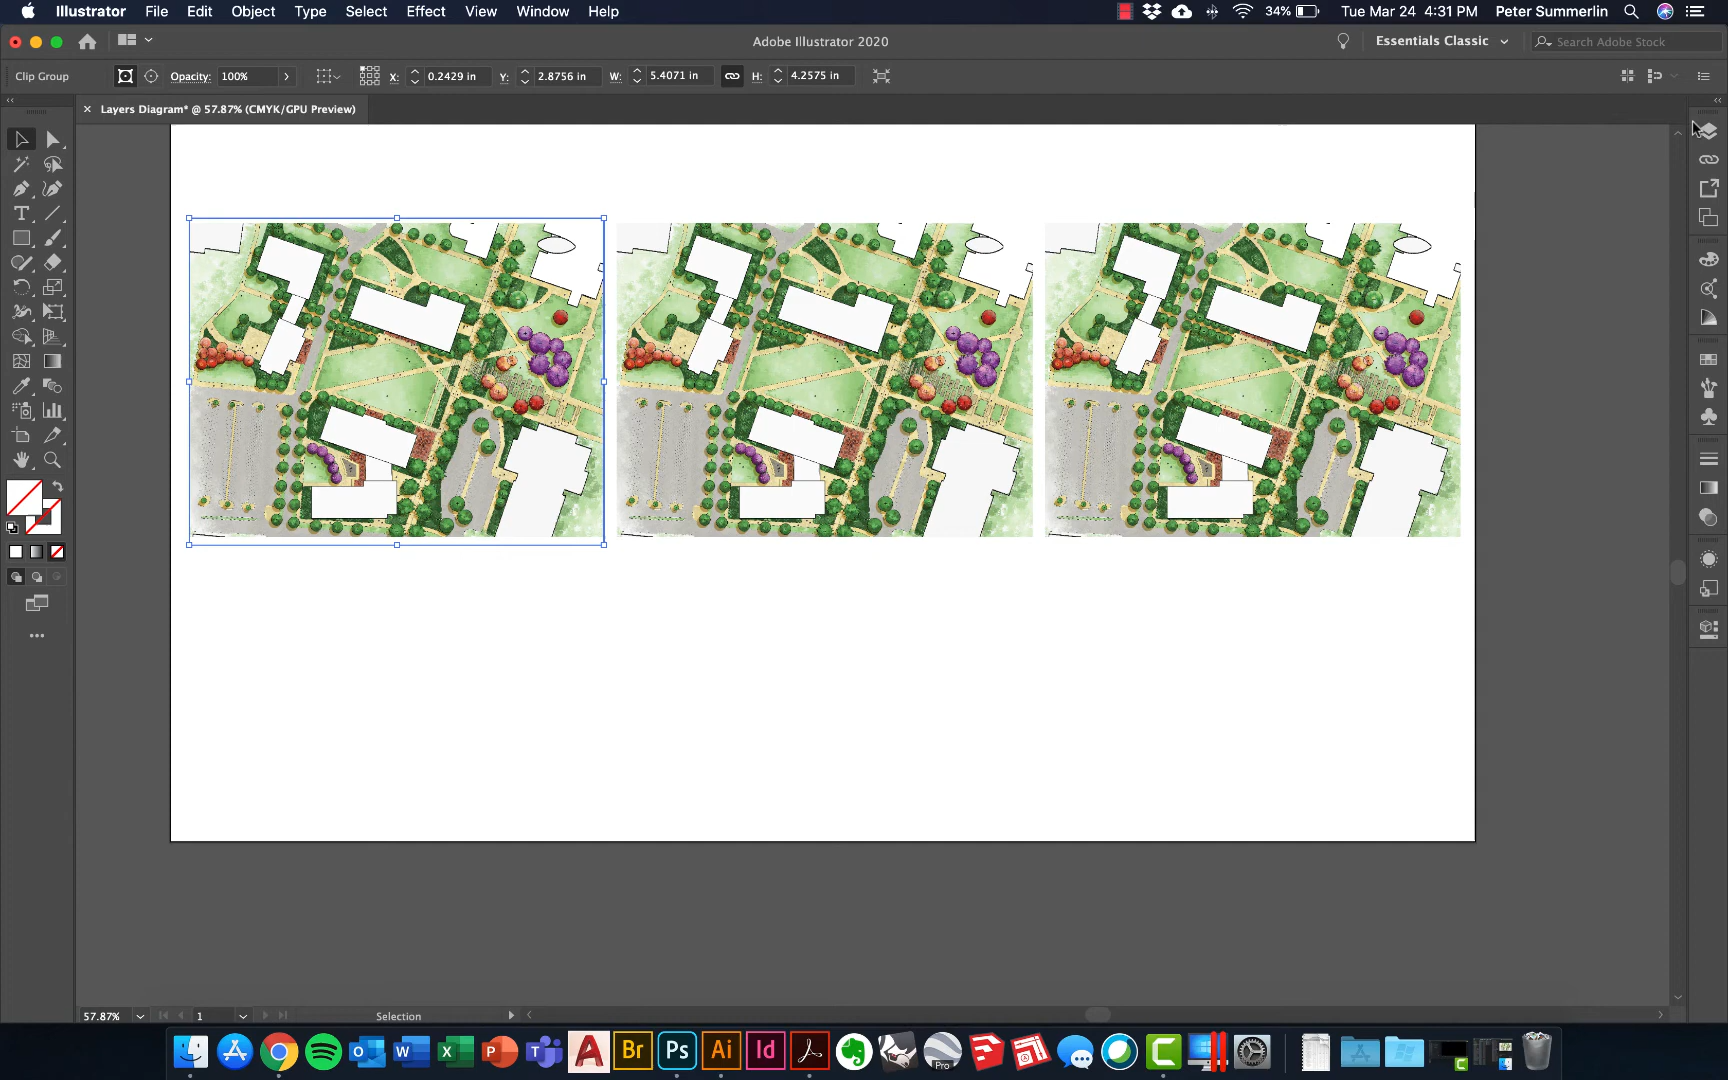 Illustrator File Edit Object Type Select Effect View Window Help 34% Tue Mar 24 4:31 PM Peter Summerlin
Adobe Illustrator 2020 Essentials Classic Search Adobe Stock
Clip Group Opacity: 100% X: 0.2429 in Y: 2.8756 in W: 5.4071 in H: 4.2575 in
× Layers Diagram* @ 57.87% (CMYK/GPU Preview)
57.87% 1 Selection
Br Ps Ai Id
Pro